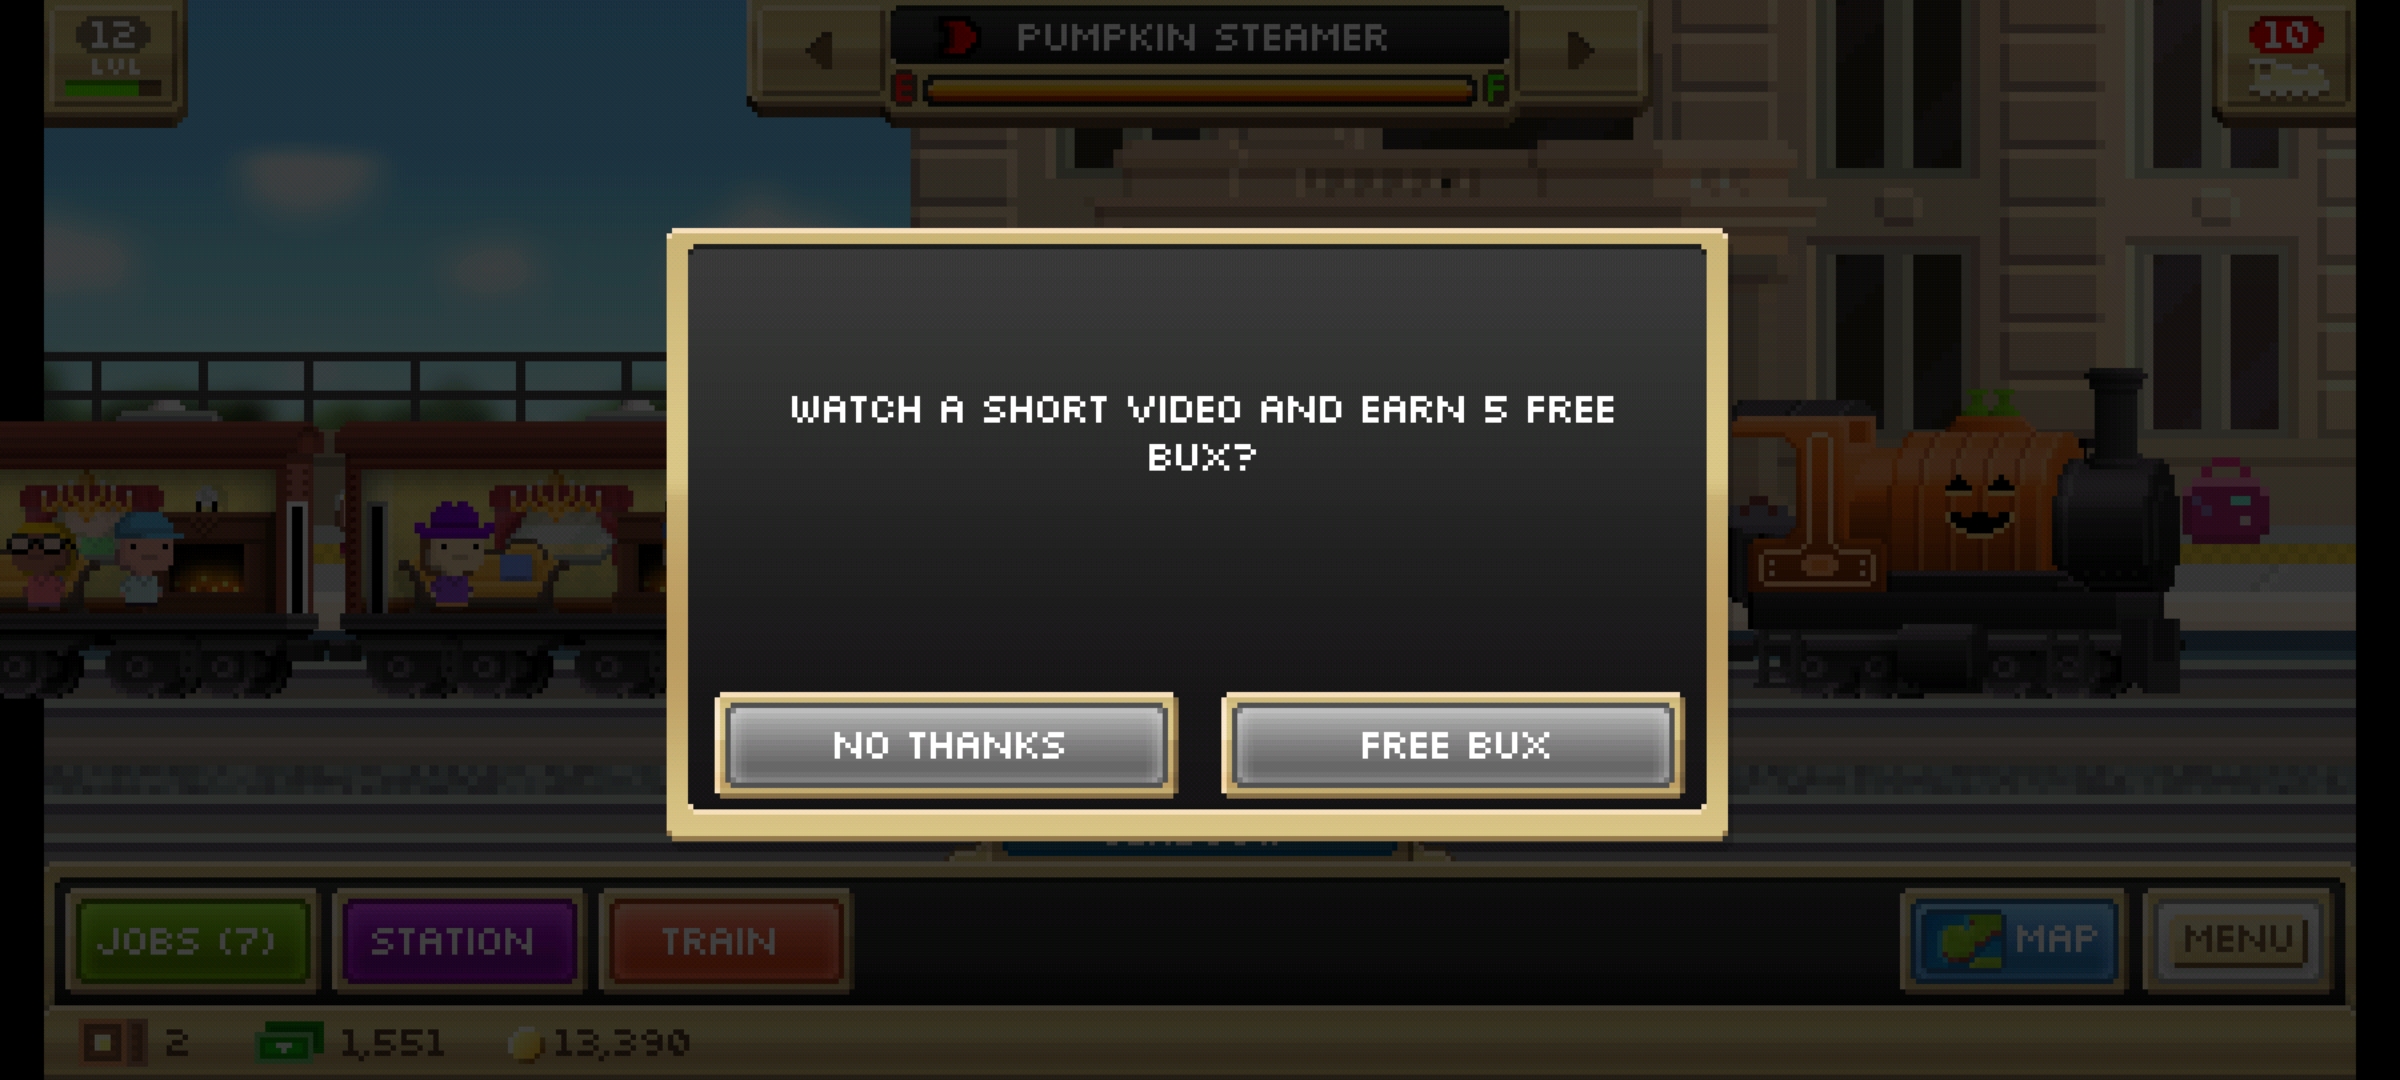 12
LVL
PUMPKIN STEAMER
E
F
10
WATCH A SHORT VIDEO AND EARN 5 FREE
BUX?
NO THANKS
FREE BUX
JOBS (7)
STATION
TRAIN
MAP
MENU
2
1,551
13,390